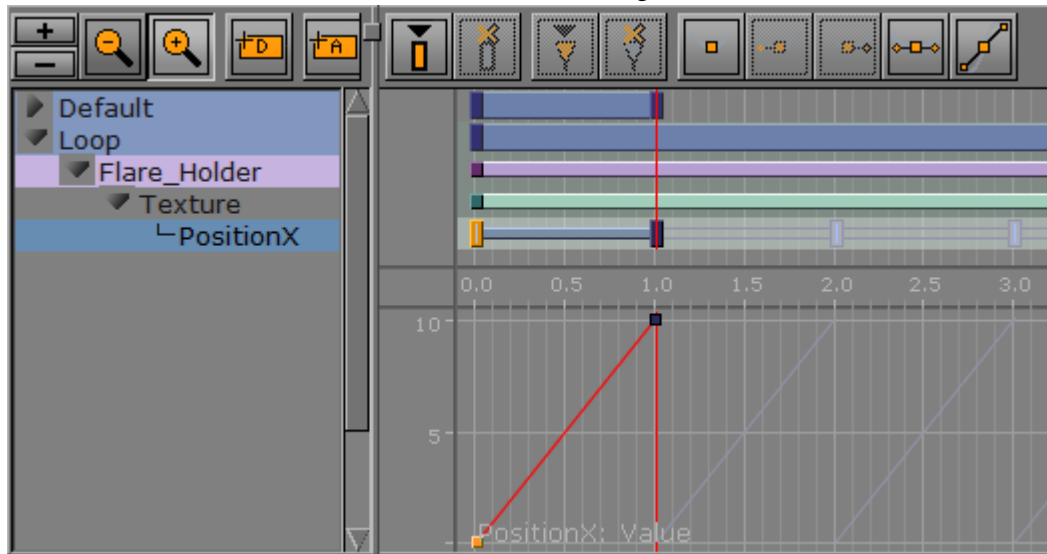 +
−
D
A
Default
Loop
Flare_Holder
Texture
PositionX
0.0 0.5 1.0 1.5 2.0 2.5 3.0
10
5
PositionX: Value